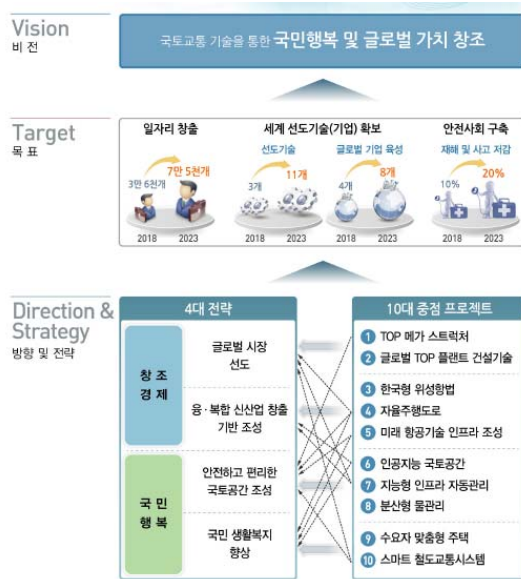 Vision
비 전
국토교통 기술을 통한 국민행복 및 글로벌 가치 창조
Target
목 표
일자리 창출
3만 6천개
7만 5천개
2018 2023
세계 선도기술(기업) 확보
선도기술
3개
11개
2018 2023
글로벌 기업 육성
4개
8개
2018 2023
안전사회 구축
재해 및 사고 저감
10%
20%
2018 2023
Direction &
Strategy
방향 및 전략
4대 전략
창 조
경 제
글로벌 시장
선도
융·복합 신산업 창출
기반 조성
국 민
행 복
안전하고 편리한
국토공간 조성
국민 생활복지
향상
10대 중점 프로젝트
1 TOP 메가 스트럭처
2 글로벌 TOP 플랜트 건설기술
3 한국형 위성항법
4 자율주행도로
5 미래 항공기술 인프라 조성
6 인공지능 국토공간
7 지능형 인프라 자동관리
8 분산형 물관리
9 수요자 맞춤형 주택
10 스마트 철도교통시스템